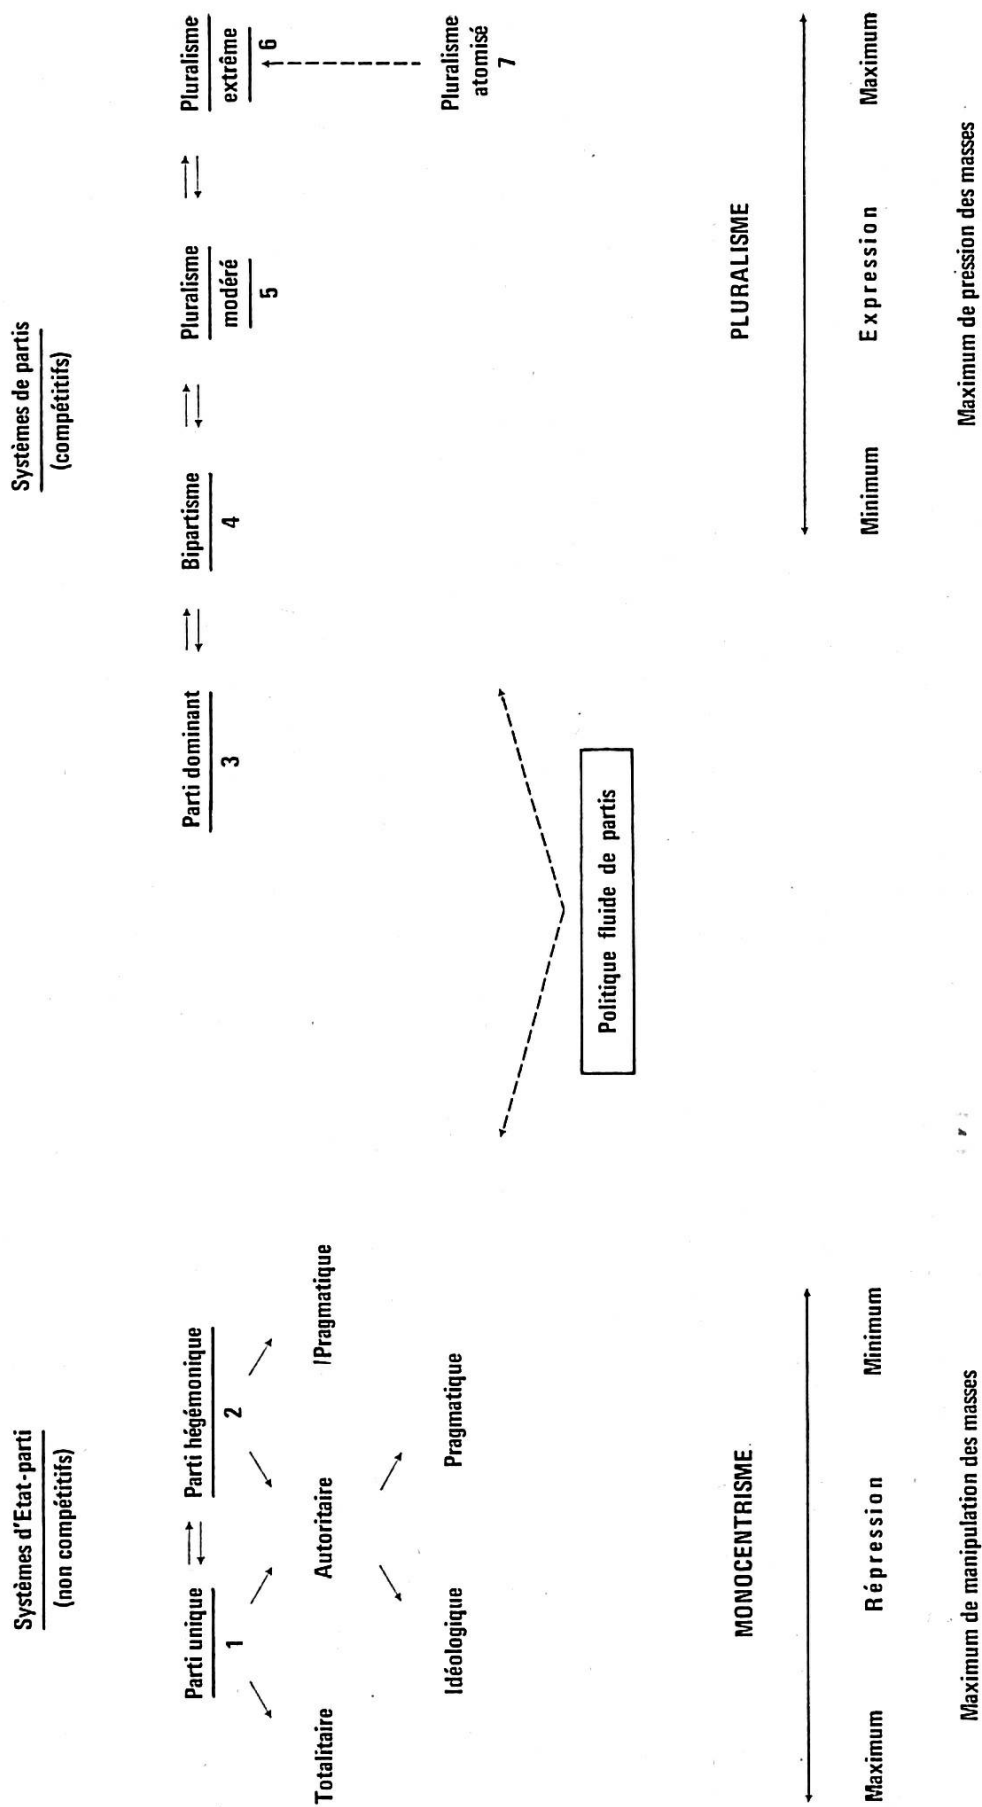 Systèmes d'Etat-parti
(non compétitifs)
Systèmes de partis
(compétitifs)
Parti unique
1
Parti hégémonique
2
Parti dominant
3
Bipartisme
4
Pluralisme
modéré
5
Pluralisme
extrême
6
Totalitaire
Autoritaire
/Pragmatique
Idéologique
Pragmatique
Pluralisme
atomisé
7
Politique fluide de partis
MONOCENTRISME
PLURALISME
Maximum Répression Minimum
Minimum Expression Maximum
Maximum de manipulation des masses
Maximum de pression des masses